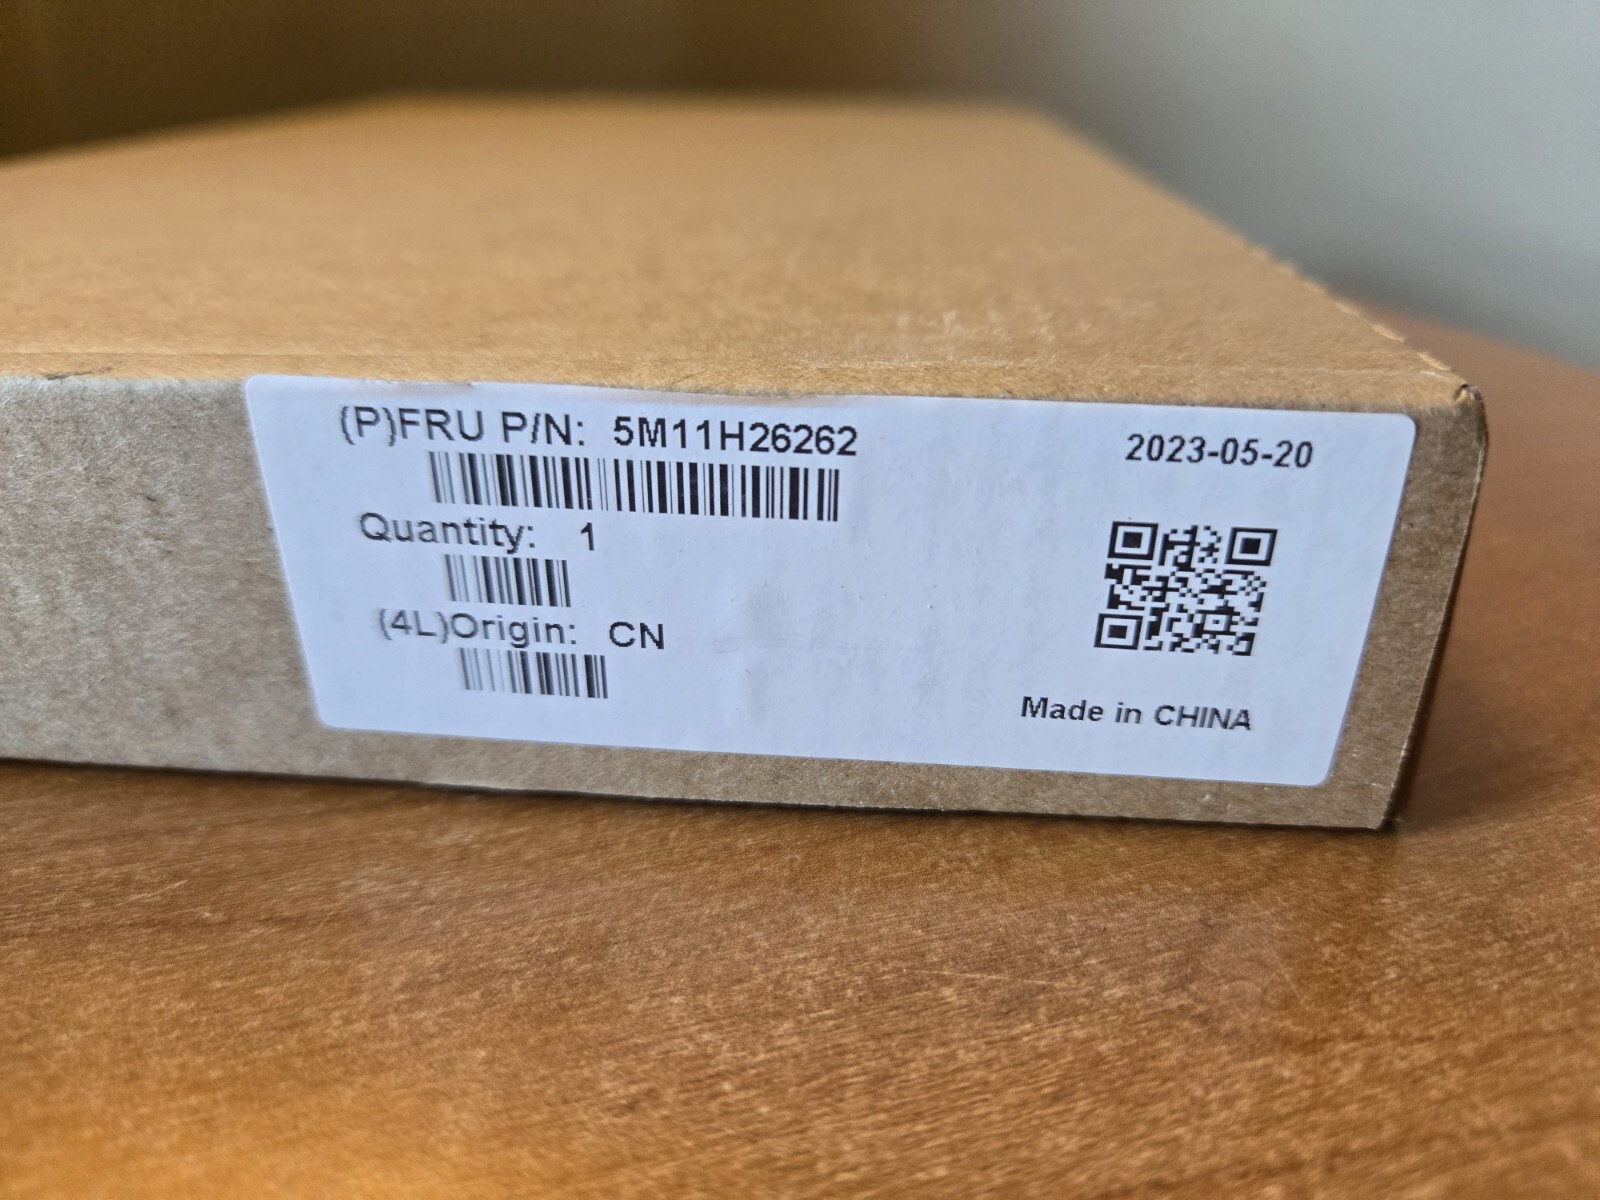 (P)FRU P/N: 5M11H26262
2023-05-20
Quantity: 1
(4L)Origin: CN
Made in CHINA